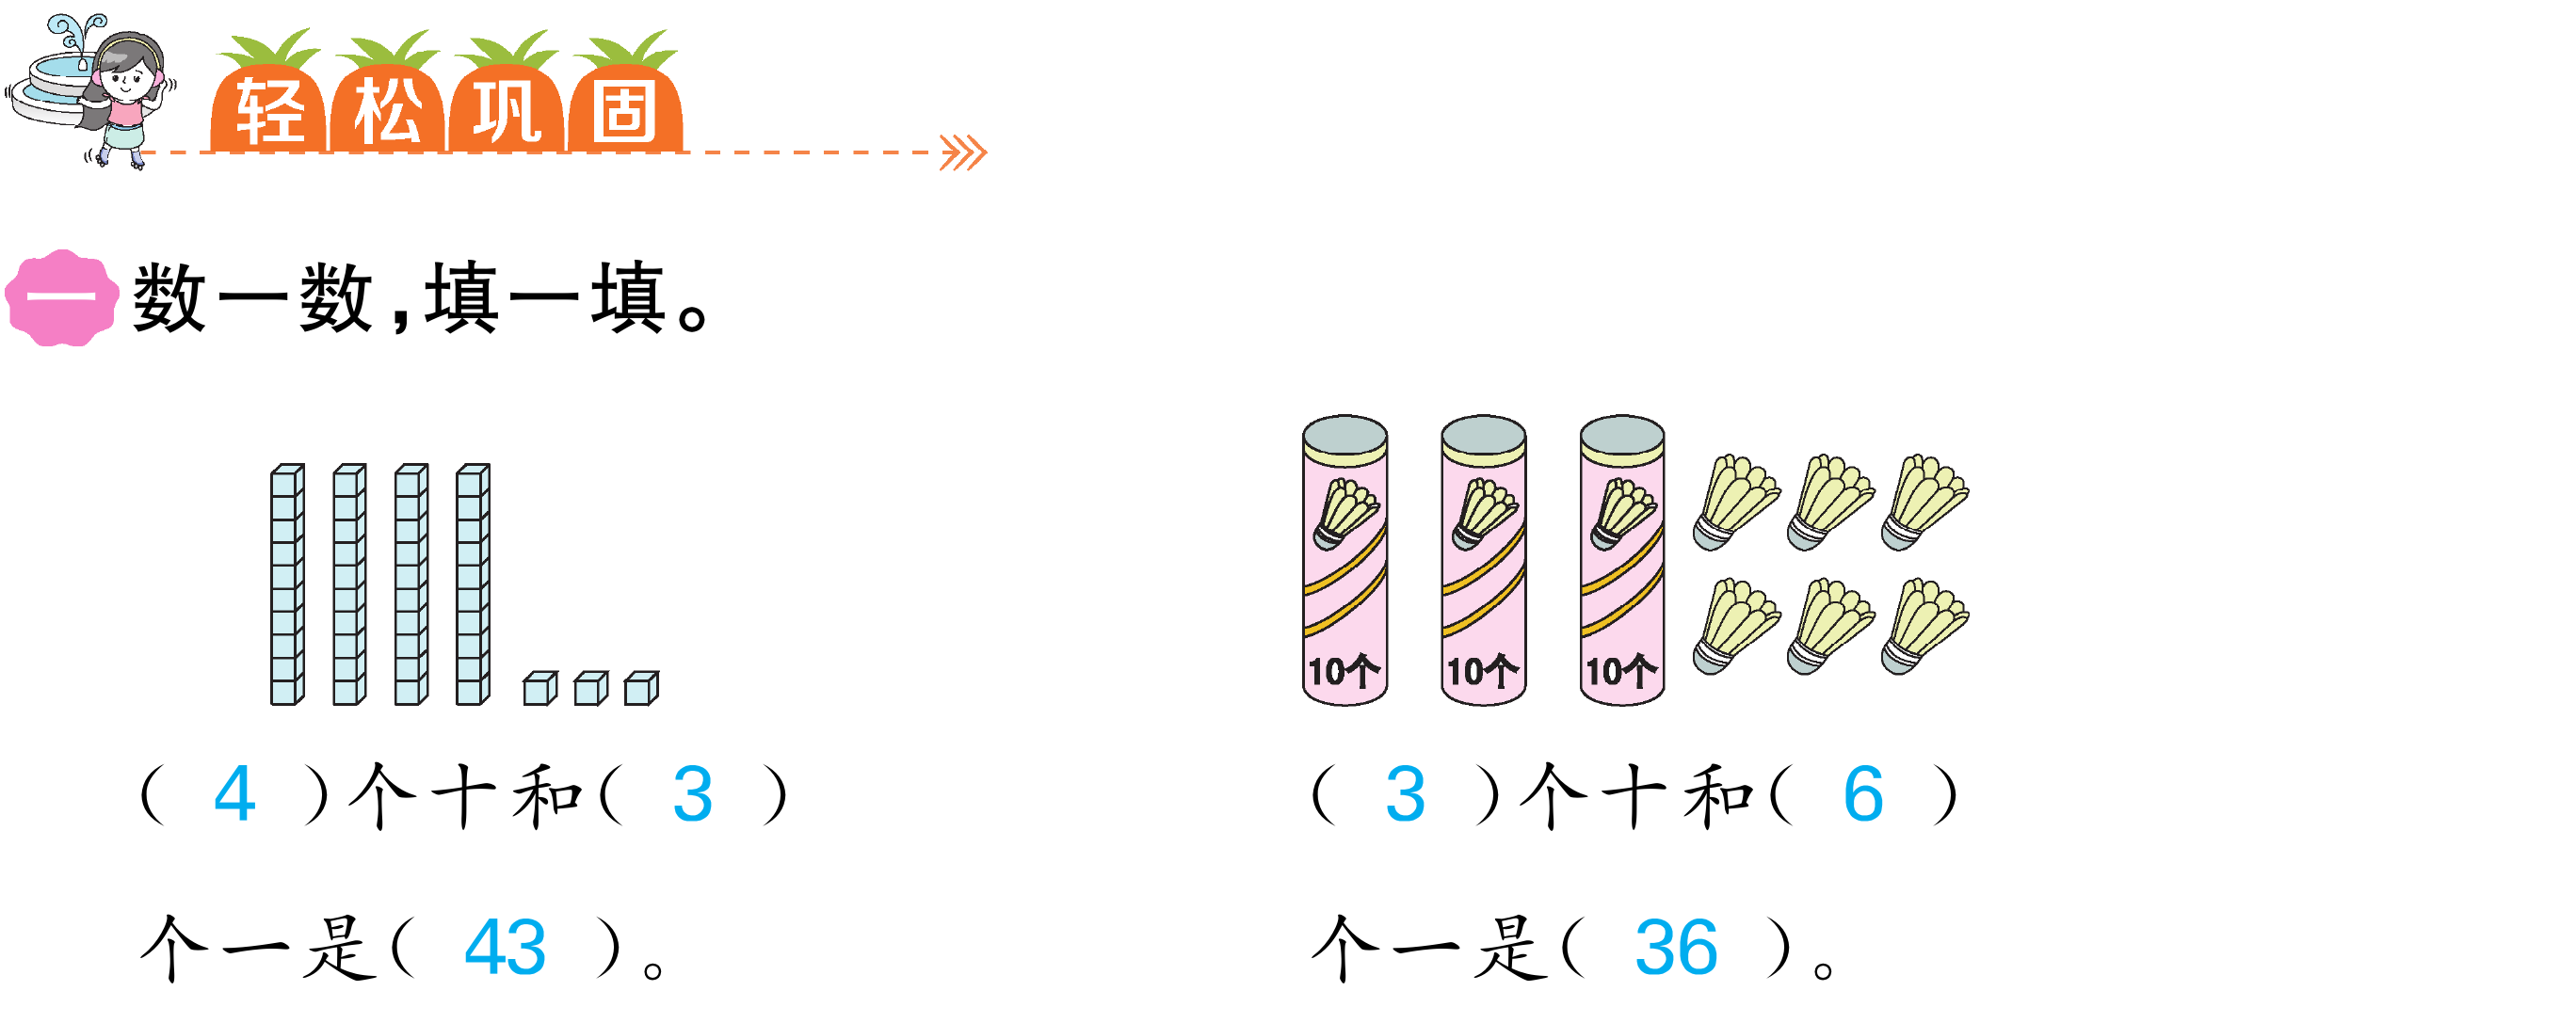 轻松巩固
一 数一数,填一填。
10个 10个 10个
( 4 )个十和( 3 )
个一是( 43 )。
( 3 )个十和( 6 )
个一是( 36 )。